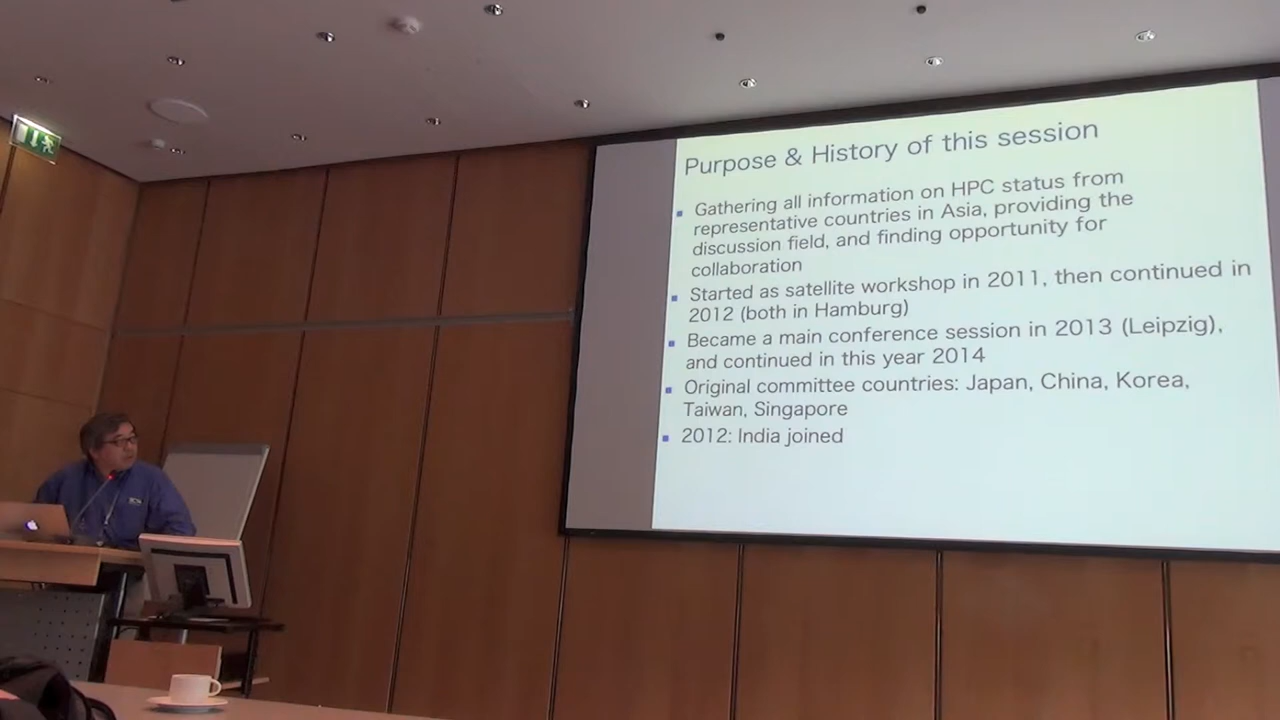 Purpose & History of this session
Gathering all information on HPC status from
representative countries in Asia, providing the
discussion field, and finding opportunity for
collaboration
Started as satellite workshop in 2011, then continued in
2012 (both in Hamburg)
Became a main conference session in 2013 (Leipzig),
and continued in this year 2014
Original committee countries: Japan, China, Korea,
Taiwan, Singapore
2012: India joined